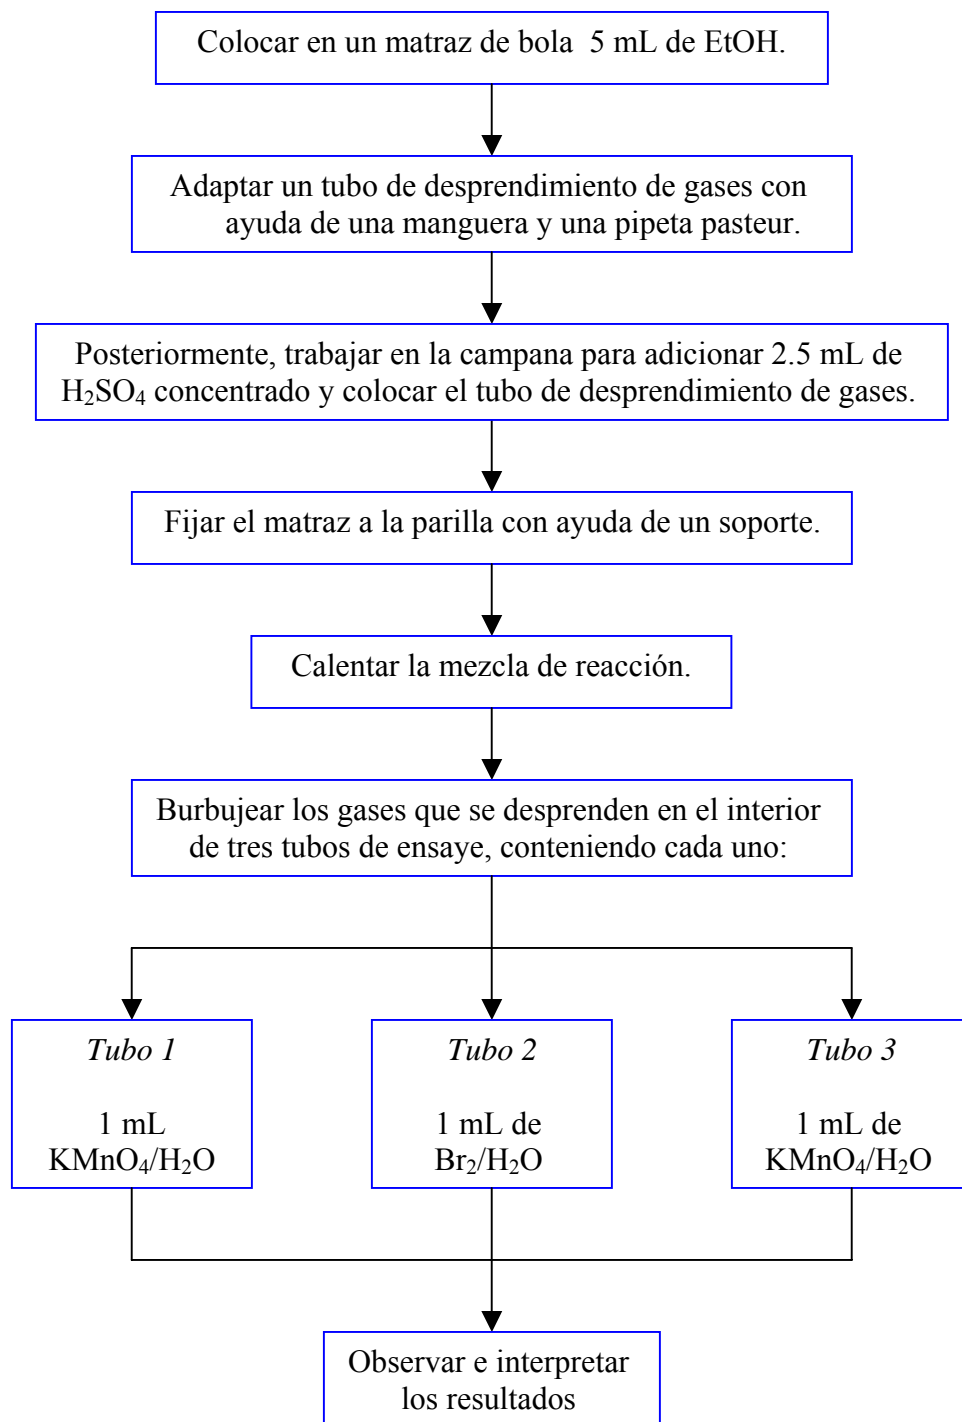 Colocar en un matraz de bola  5 mL de EtOH.
Adaptar un tubo de desprendimiento de gases con
ayuda de una manguera y una pipeta pasteur.
Posteriormente, trabajar en la campana para adicionar 2.5 mL de
H₂SO₄ concentrado y colocar el tubo de desprendimiento de gases.
Fijar el matraz a la parilla con ayuda de un soporte.
Calentar la mezcla de reacción.
Burbujear los gases que se desprenden en el interior
de tres tubos de ensaye, conteniendo cada uno:
Tubo 1
1 mL
KMnO₄/H₂O
Tubo 2
1 mL de
Br₂/H₂O
Tubo 3
1 mL de
KMnO₄/H₂O
Observar e interpretar
los resultados